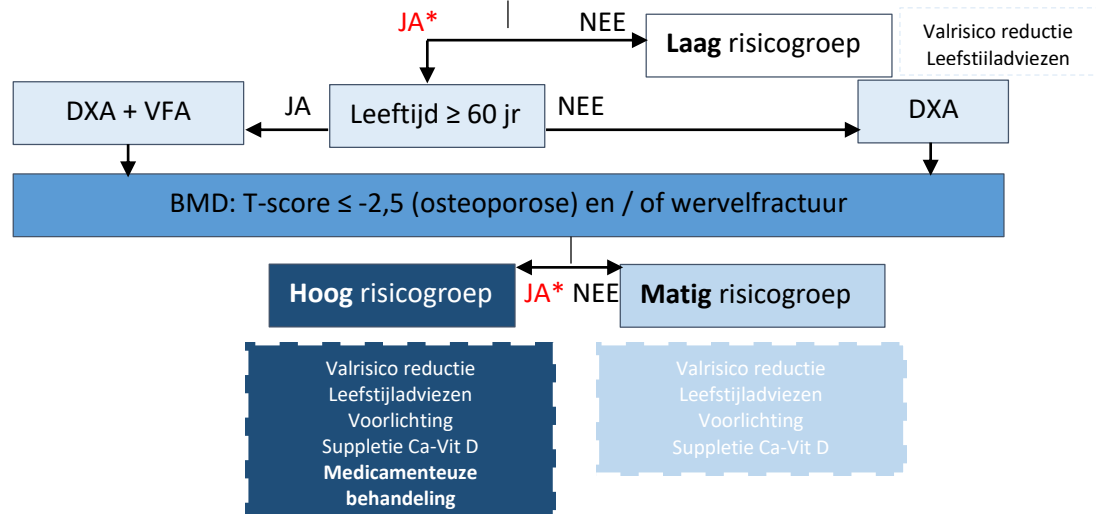 JA*
NEE
Laag risicogroep
Valrisico reductie
Leefstiiladviezen
DXA + VFA
JA
Leeftijd ≥ 60 jr
NEE
DXA
BMD: T-score ≤ -2,5 (osteoporose) en / of wervelfractuur
Hoog risicogroep
JA* NEE
Matig risicogroep
Valrisico reductie
Leefstijladviezen
Voorlichting
Suppletie Ca-Vit D
Medicamenteuze
behandeling
Valrisico reductie
Leefstijladviezen
Voorlichting
Suppletie Ca-Vit D